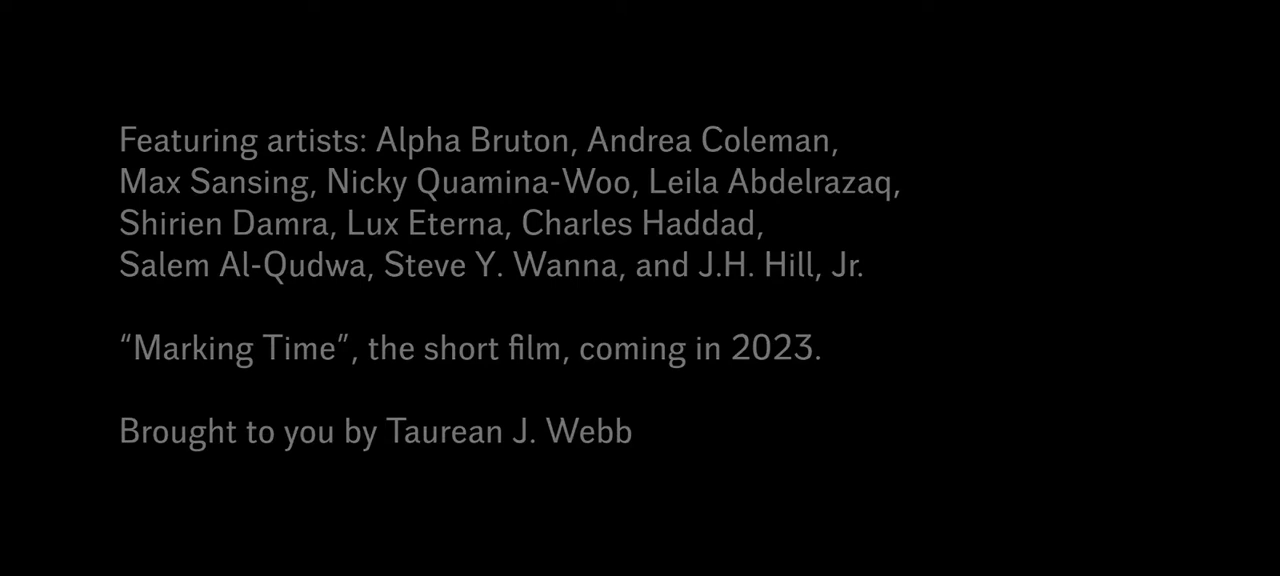 Featuring artists: Alpha Bruton, Andrea Coleman,
Max Sansing, Nicky Quamina-Woo, Leila Abdelrazaq,
Shirien Damra, Lux Eterna, Charles Haddad,
Salem Al-Qudwa, Steve Y. Wanna, and J.H. Hill, Jr.
“Marking Time”, the short film, coming in 2023.
Brought to you by Taurean J. Webb